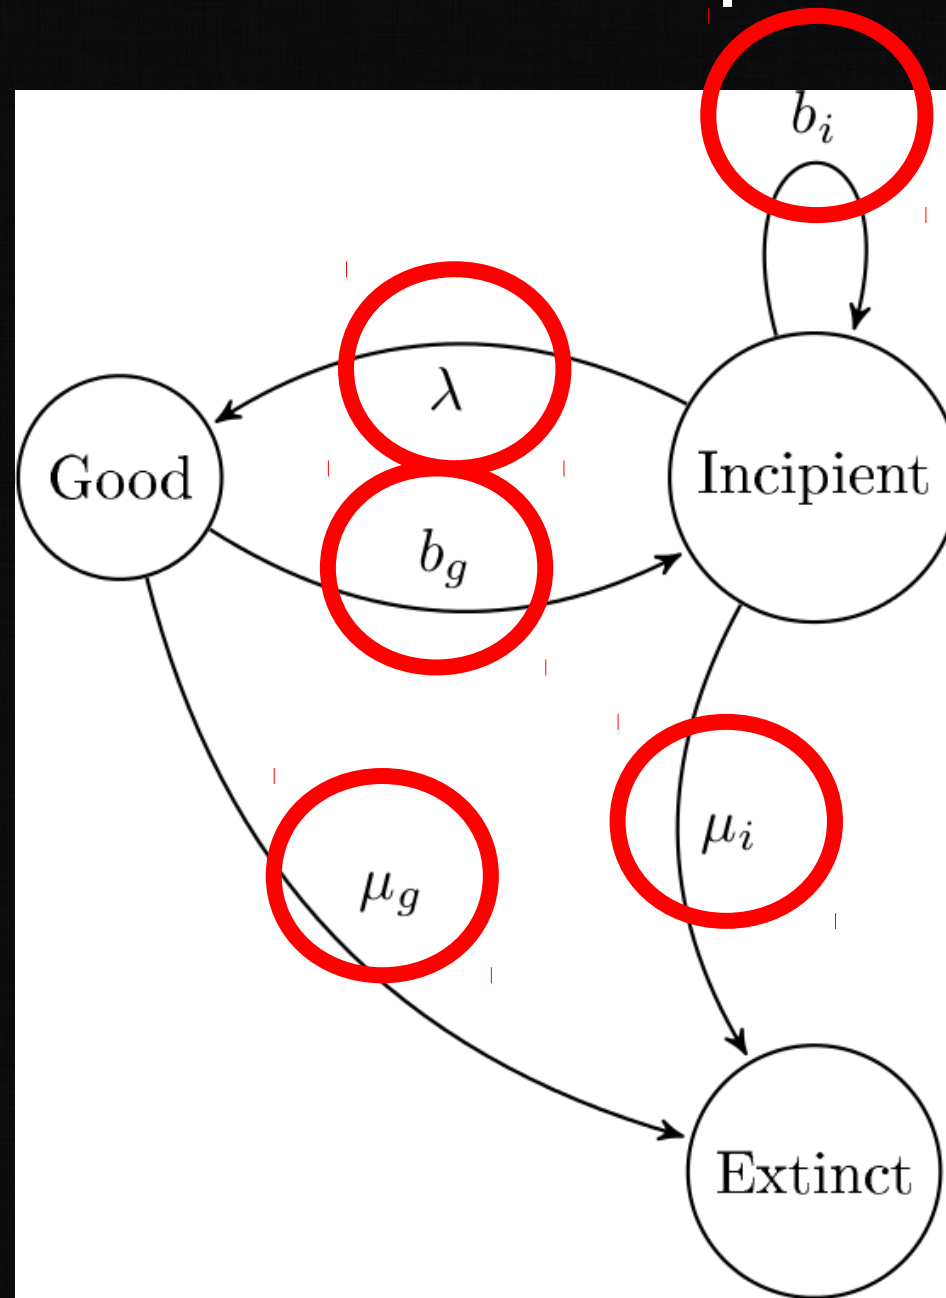 b_i
λ
Good
Incipient
b_g
μ_i
μ_g
Extinct